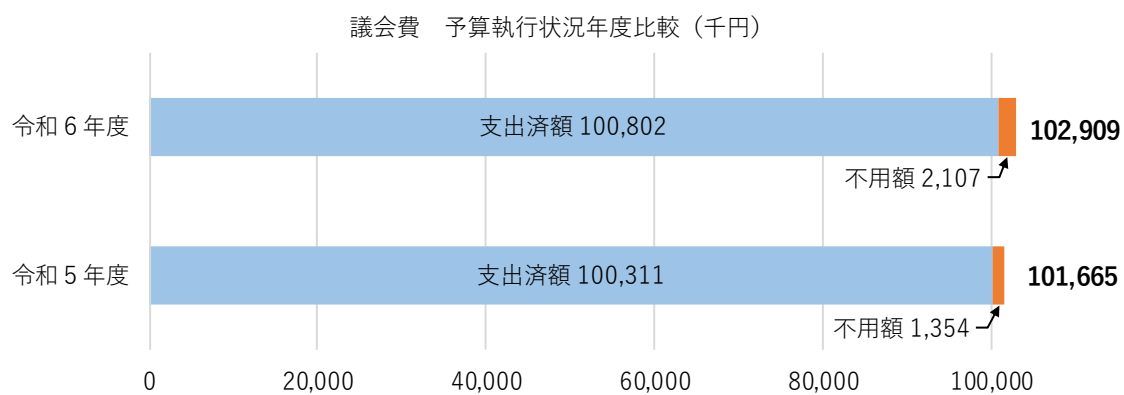 議会費　予算執行状況年度比較（千円）
令和６年度
支出済額 100,802
102,909
不用額 2,107
令和５年度
支出済額 100,311
101,665
不用額 1,354
0 20,000 40,000 60,000 80,000 100,000